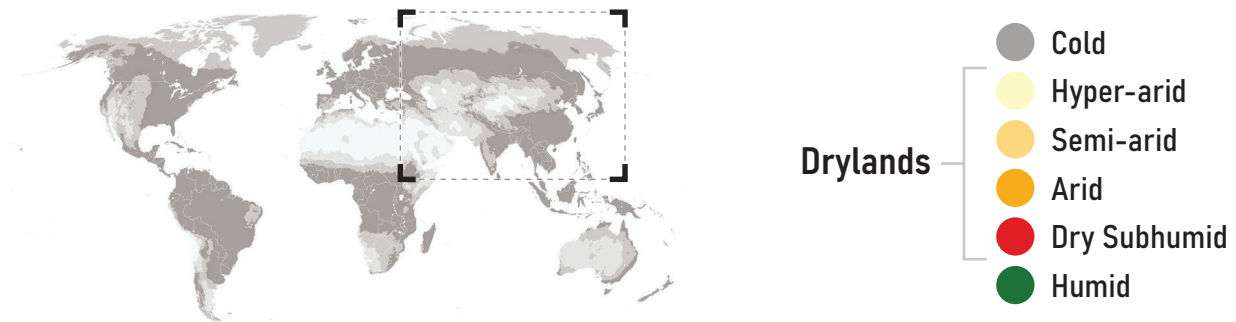 Cold
Hyper-arid
Semi-arid
Drylands
Arid
Dry Subhumid
Humid